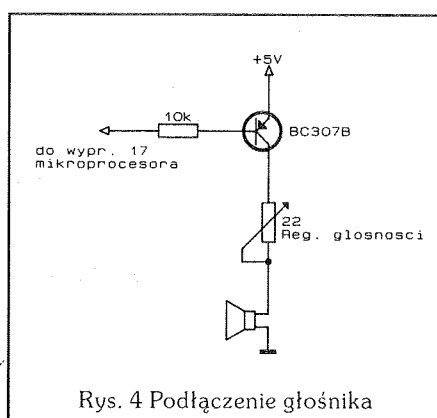 +5V
10k
BC307B
do wypr. 17
mikroprocesora
22
Reg. glosnosci
Rys. 4 Podłączenie głośnika